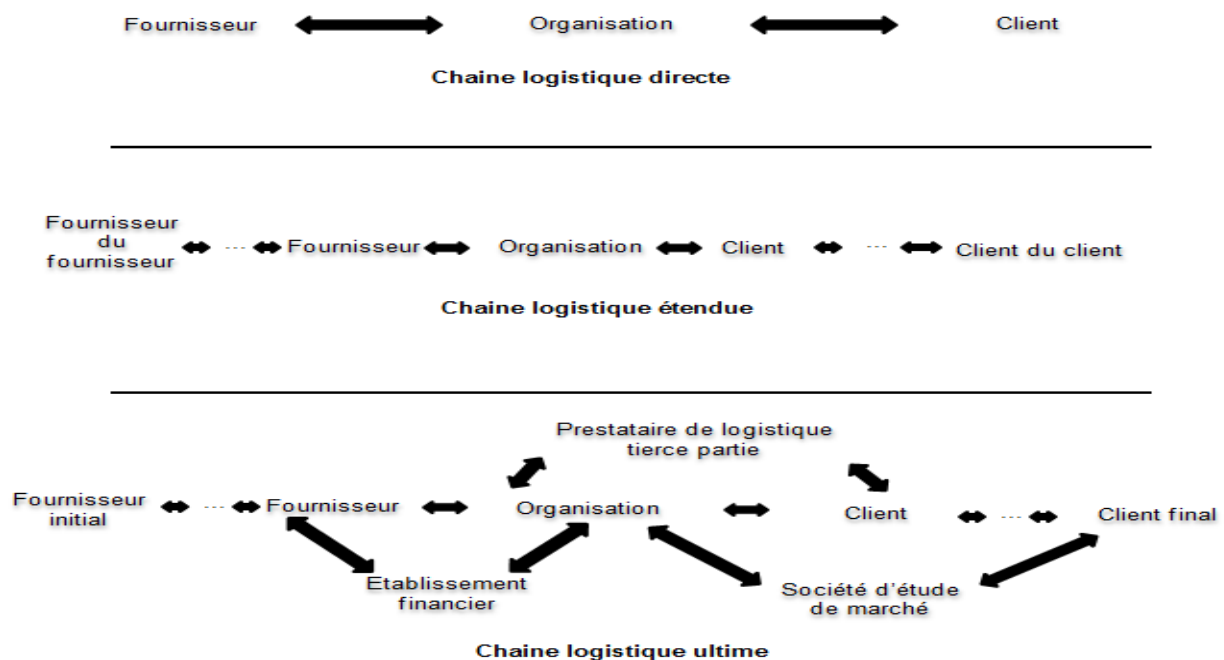 Fournisseur Organisation Client
Chaine logistique directe
Fournisseur
du
fournisseur
... Fournisseur Organisation Client ... Client du client
Chaine logistique étendue
Prestataire de logistique
tierce partie
Fournisseur
initial
... Fournisseur Organisation Client ... Client final
Etablissement
financier
Société d'étude
de marché
Chaine logistique ultime